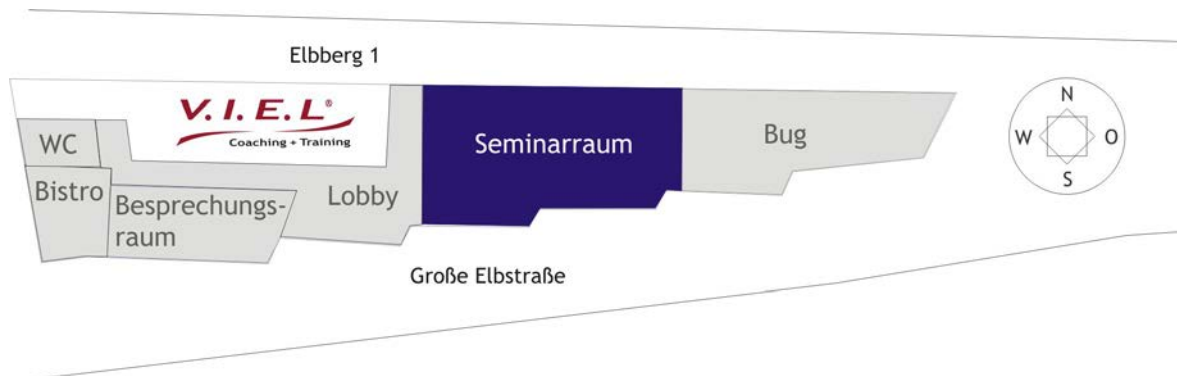 Elbberg 1
V.I.E.L®
Coaching + Training
WC
Bistro
Besprechungs-
raum
Lobby
Seminarraum
Bug
N
W O
S
Große Elbstraße